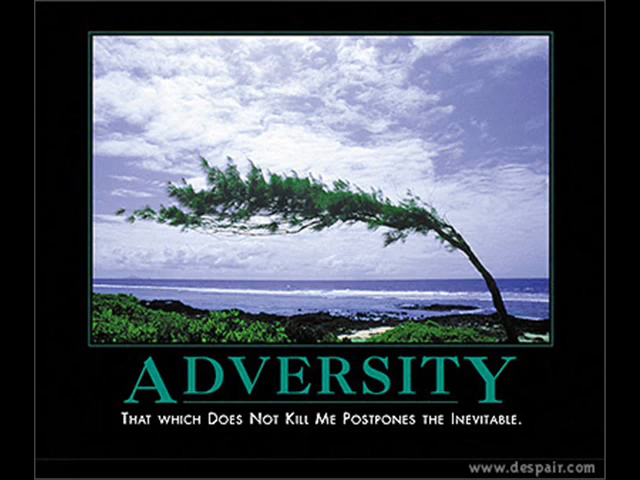 ADVERSITY
THAT WHICH DOES NOT KILL ME POSTPONES THE INEVITABLE.
www.despair.com